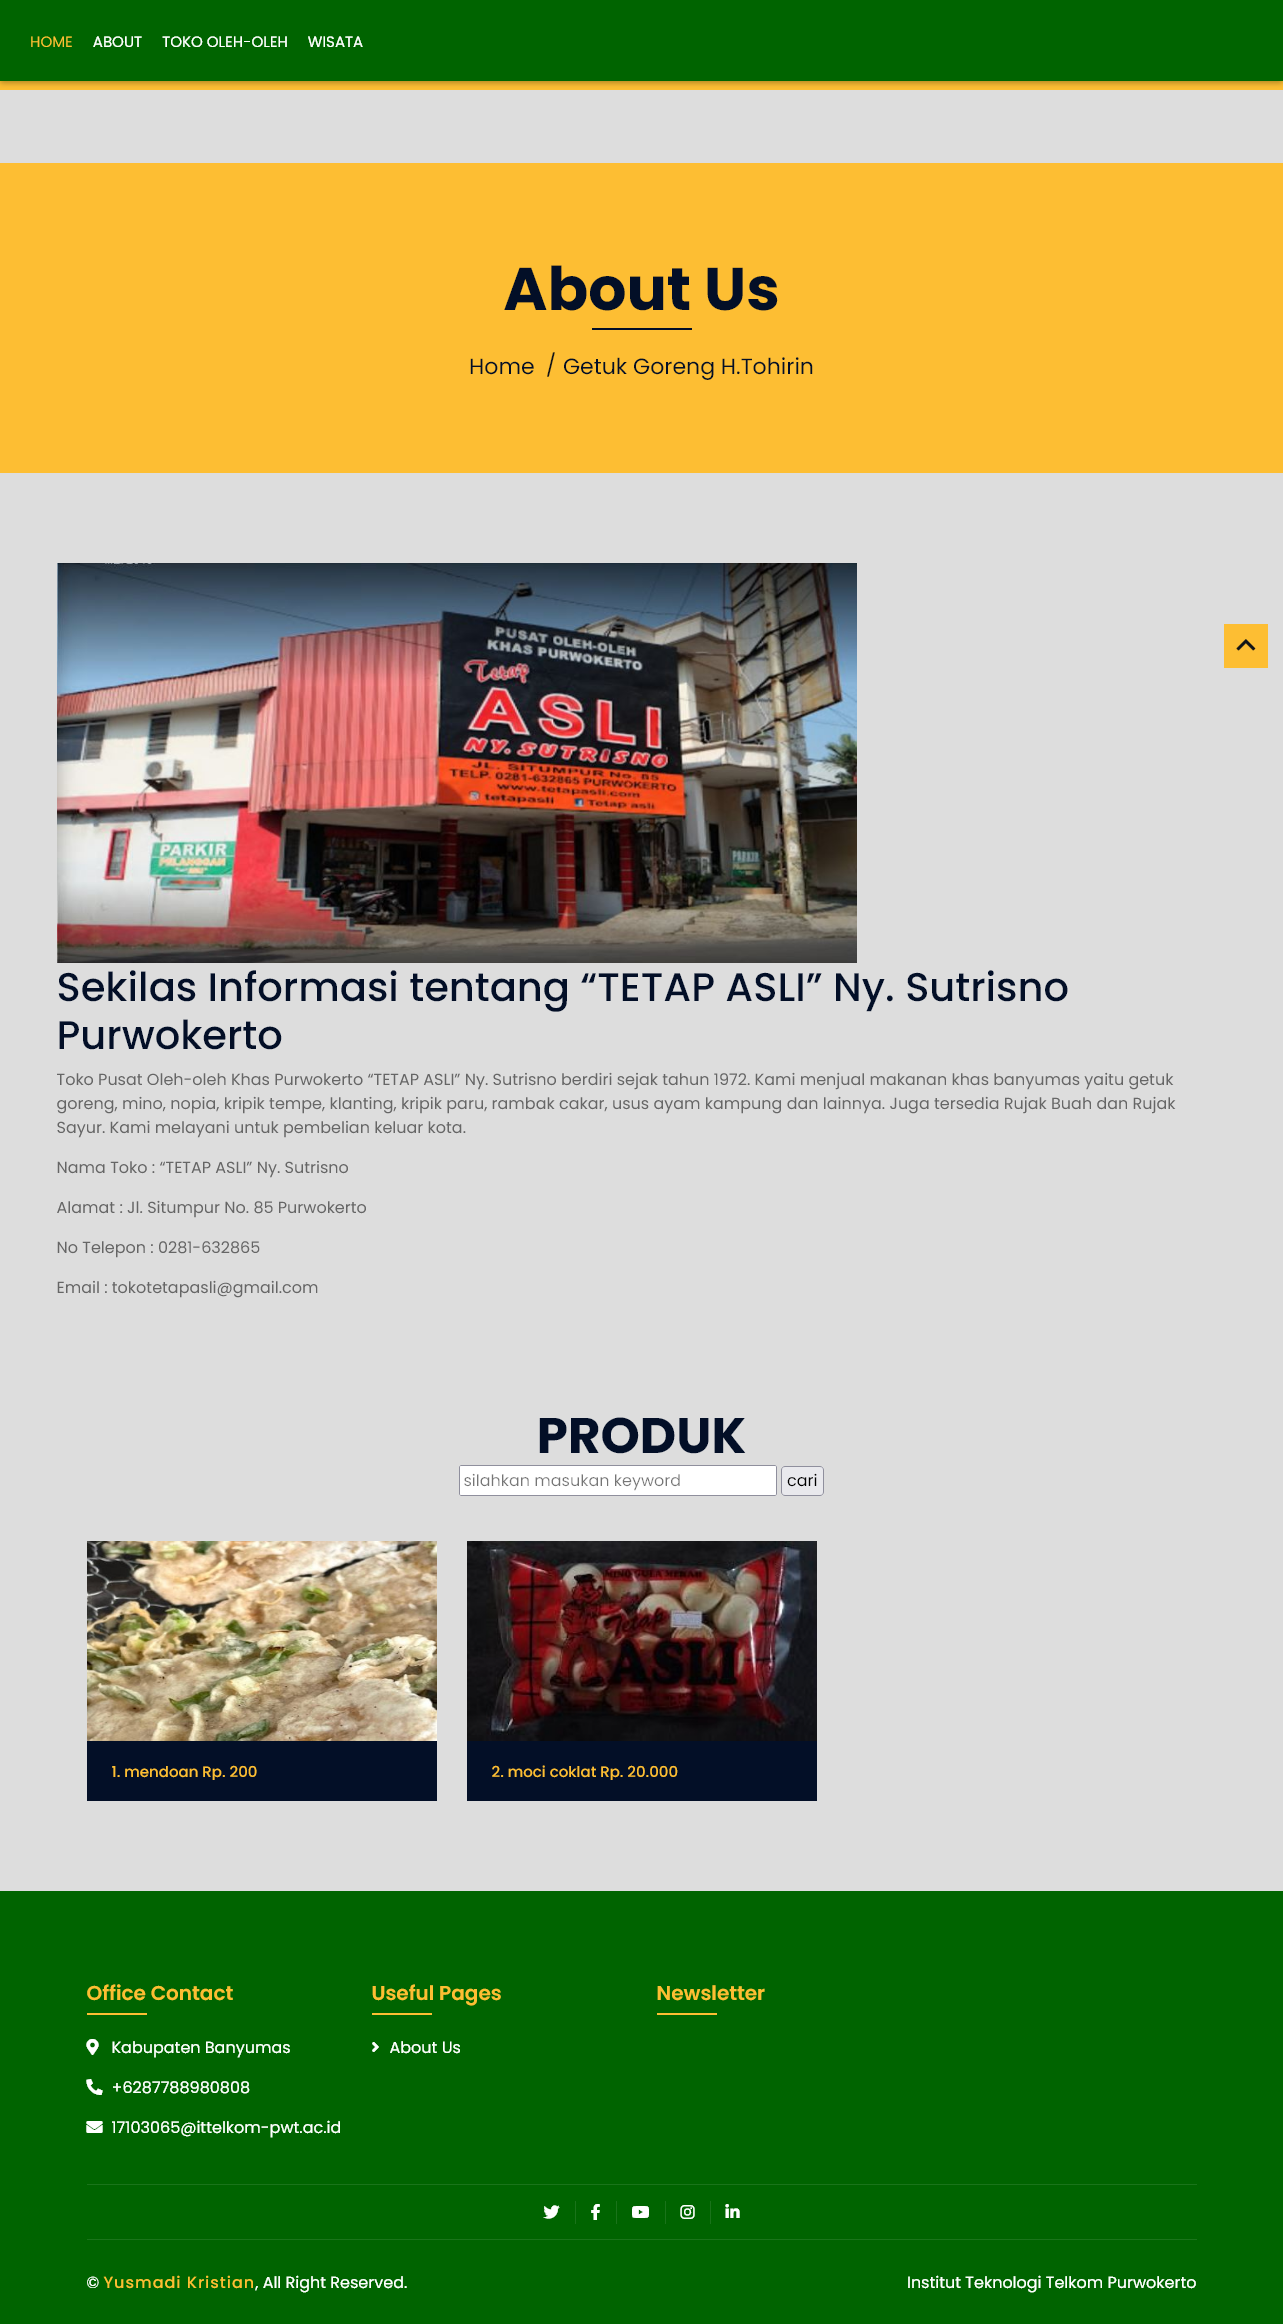 HOME ABOUT TOKO OLEH-OLEH WISATA
About Us
Home / Getuk Goreng H.Tohirin
PUSAT OLEH-OLEH
KHAS PURWOKERTO
Tetap
ASLI
NY. SUTRISNO
JL. SITUMPUR No. 85
TELP. 0281-632865 PURWOKERTO
www.tetapasli.com
tetapasli Tetap asli
PARKIR
PELANGGAN
PARKIR
Sekilas Informasi tentang “TETAP ASLI” Ny. Sutrisno
Purwokerto
Toko Pusat Oleh-oleh Khas Purwokerto “TETAP ASLI” Ny. Sutrisno berdiri sejak tahun 1972. Kami menjual makanan khas banyumas yaitu getuk
goreng, mino, nopia, kripik tempe, klanting, kripik paru, rambak cakar, usus ayam kampung dan lainnya. Juga tersedia Rujak Buah dan Rujak
Sayur. Kami melayani untuk pembelian keluar kota.
Nama Toko : “TETAP ASLI” Ny. Sutrisno
Alamat : Jl. Situmpur No. 85 Purwokerto
No Telepon : 0281-632865
Email : tokotetapasli@gmail.com
PRODUK
silahkan masukan keyword cari
MINO GULA MERAH
Tetap
ASLI
1. mendoan Rp. 200
2. moci coklat Rp. 20.000
Office Contact
Kabupaten Banyumas
+6287788980808
17103065@ittelkom-pwt.ac.id
Useful Pages
About Us
Newsletter
© Yusmadi Kristian, All Right Reserved.
Institut Teknologi Telkom Purwokerto